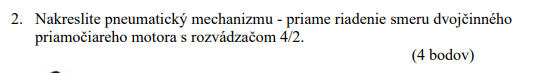 2. Nakreslite pneumatický mechanizmu - priame riadenie smeru dvojčinného
priamočiareho motora s rozvádzačom 4/2.
(4 bodov)